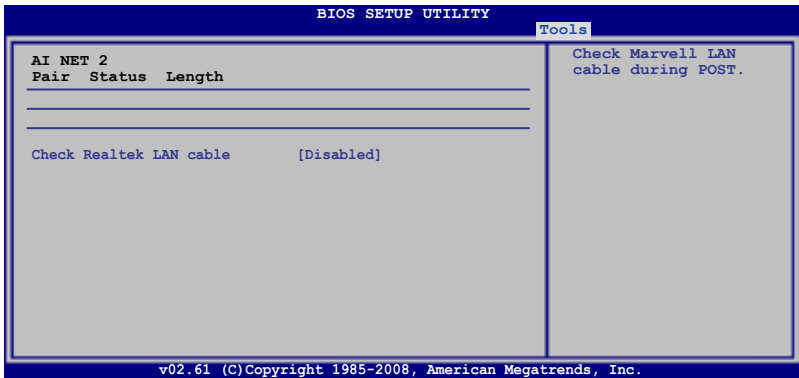 BIOS SETUP UTILITY
Tools
AI NET 2
Pair Status Length
Check Realtek LAN cable [Disabled]
Check Marvell LAN
cable during POST.
v02.61 (C)Copyright 1985-2008, American Megatrends, Inc.